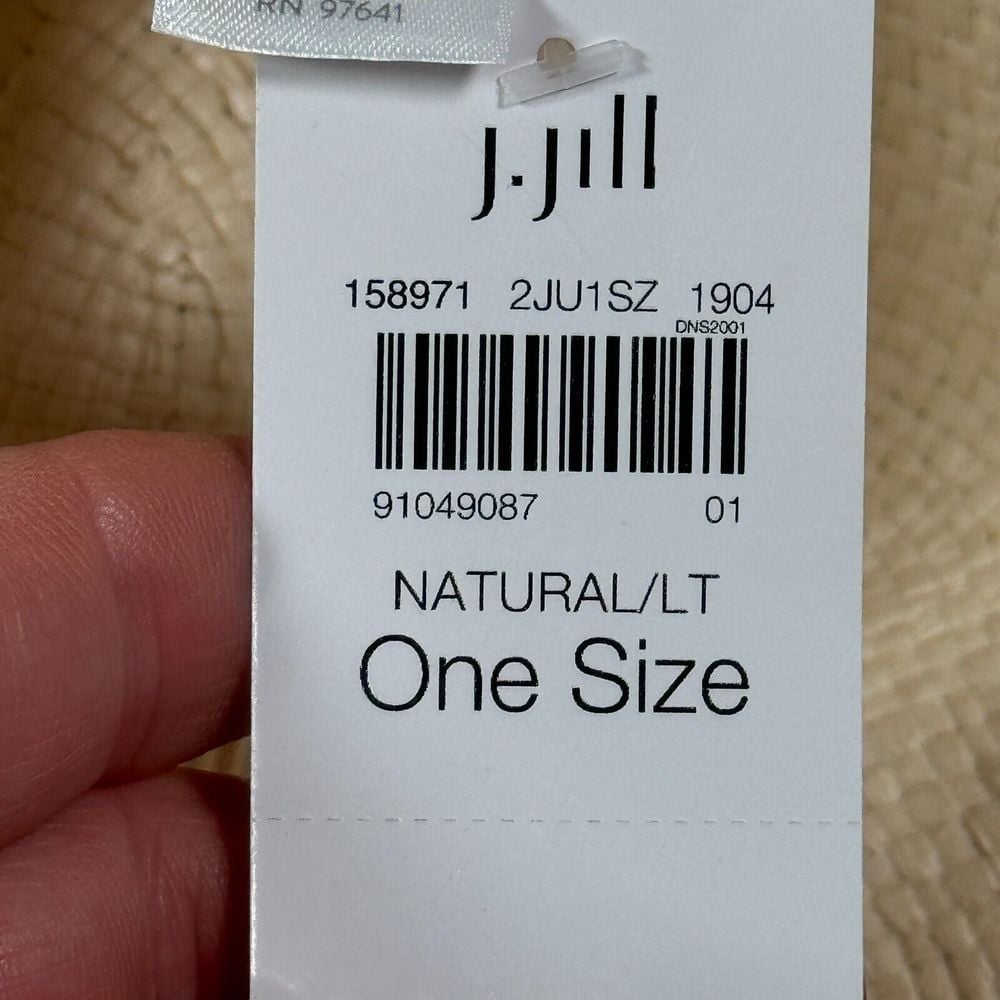 RN 97641
J.Jill
158971 2JU1SZ 1904
DNS2001
91049087 01
NATURAL/LT
One Size